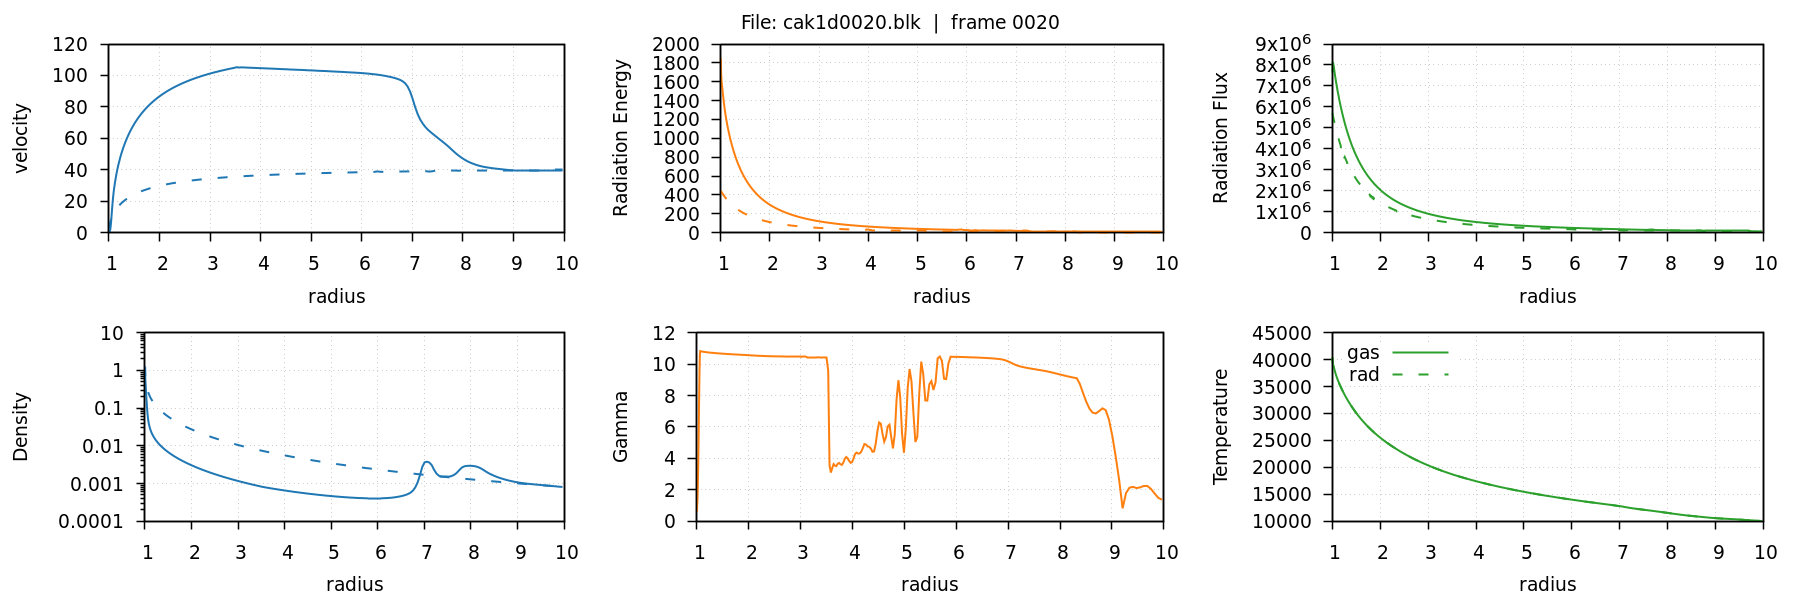 File: cak1d0020.blk | frame 0020
velocity
120
100
80
60
40
20
0
1 2 3 4 5 6 7 8 9 10
radius
Radiation Energy
2000
1800
1600
1400
1200
1000
800
600
400
200
0
1 2 3 4 5 6 7 8 9 10
radius
Radiation Flux
9x10⁶
8x10⁶
7x10⁶
6x10⁶
5x10⁶
4x10⁶
3x10⁶
2x10⁶
1x10⁶
0
1 2 3 4 5 6 7 8 9 10
radius
Density
10
1
0.1
0.01
0.001
0.0001
1 2 3 4 5 6 7 8 9 10
radius
Gamma
12
10
8
6
4
2
0
1 2 3 4 5 6 7 8 9 10
radius
Temperature
45000
40000
35000
30000
25000
20000
15000
10000
gas
rad
1 2 3 4 5 6 7 8 9 10
radius